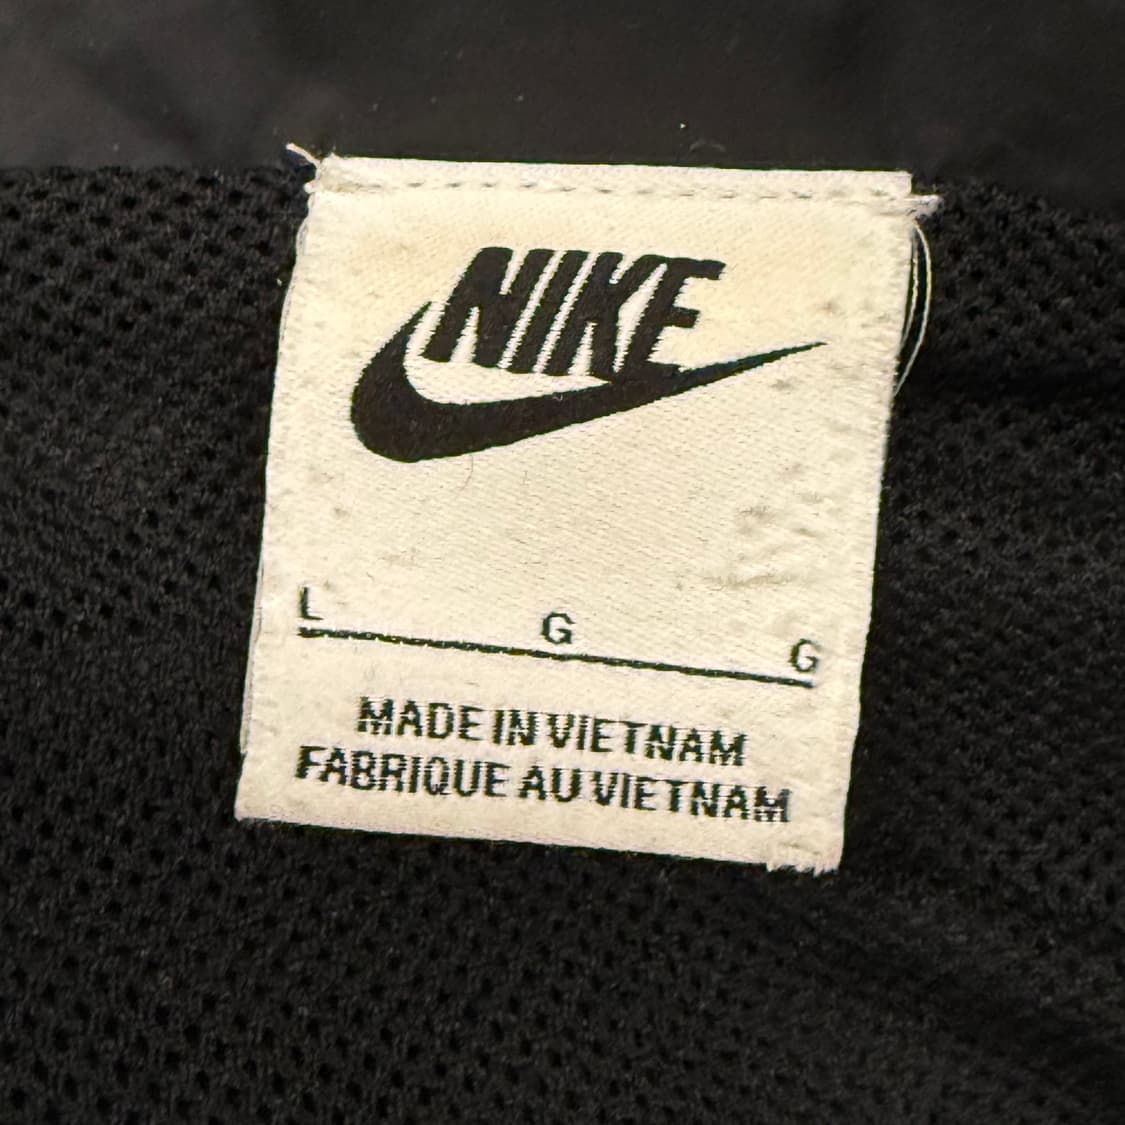 NIKE
L G G
MADE IN VIETNAM
FABRIQUE AU VIETNAM